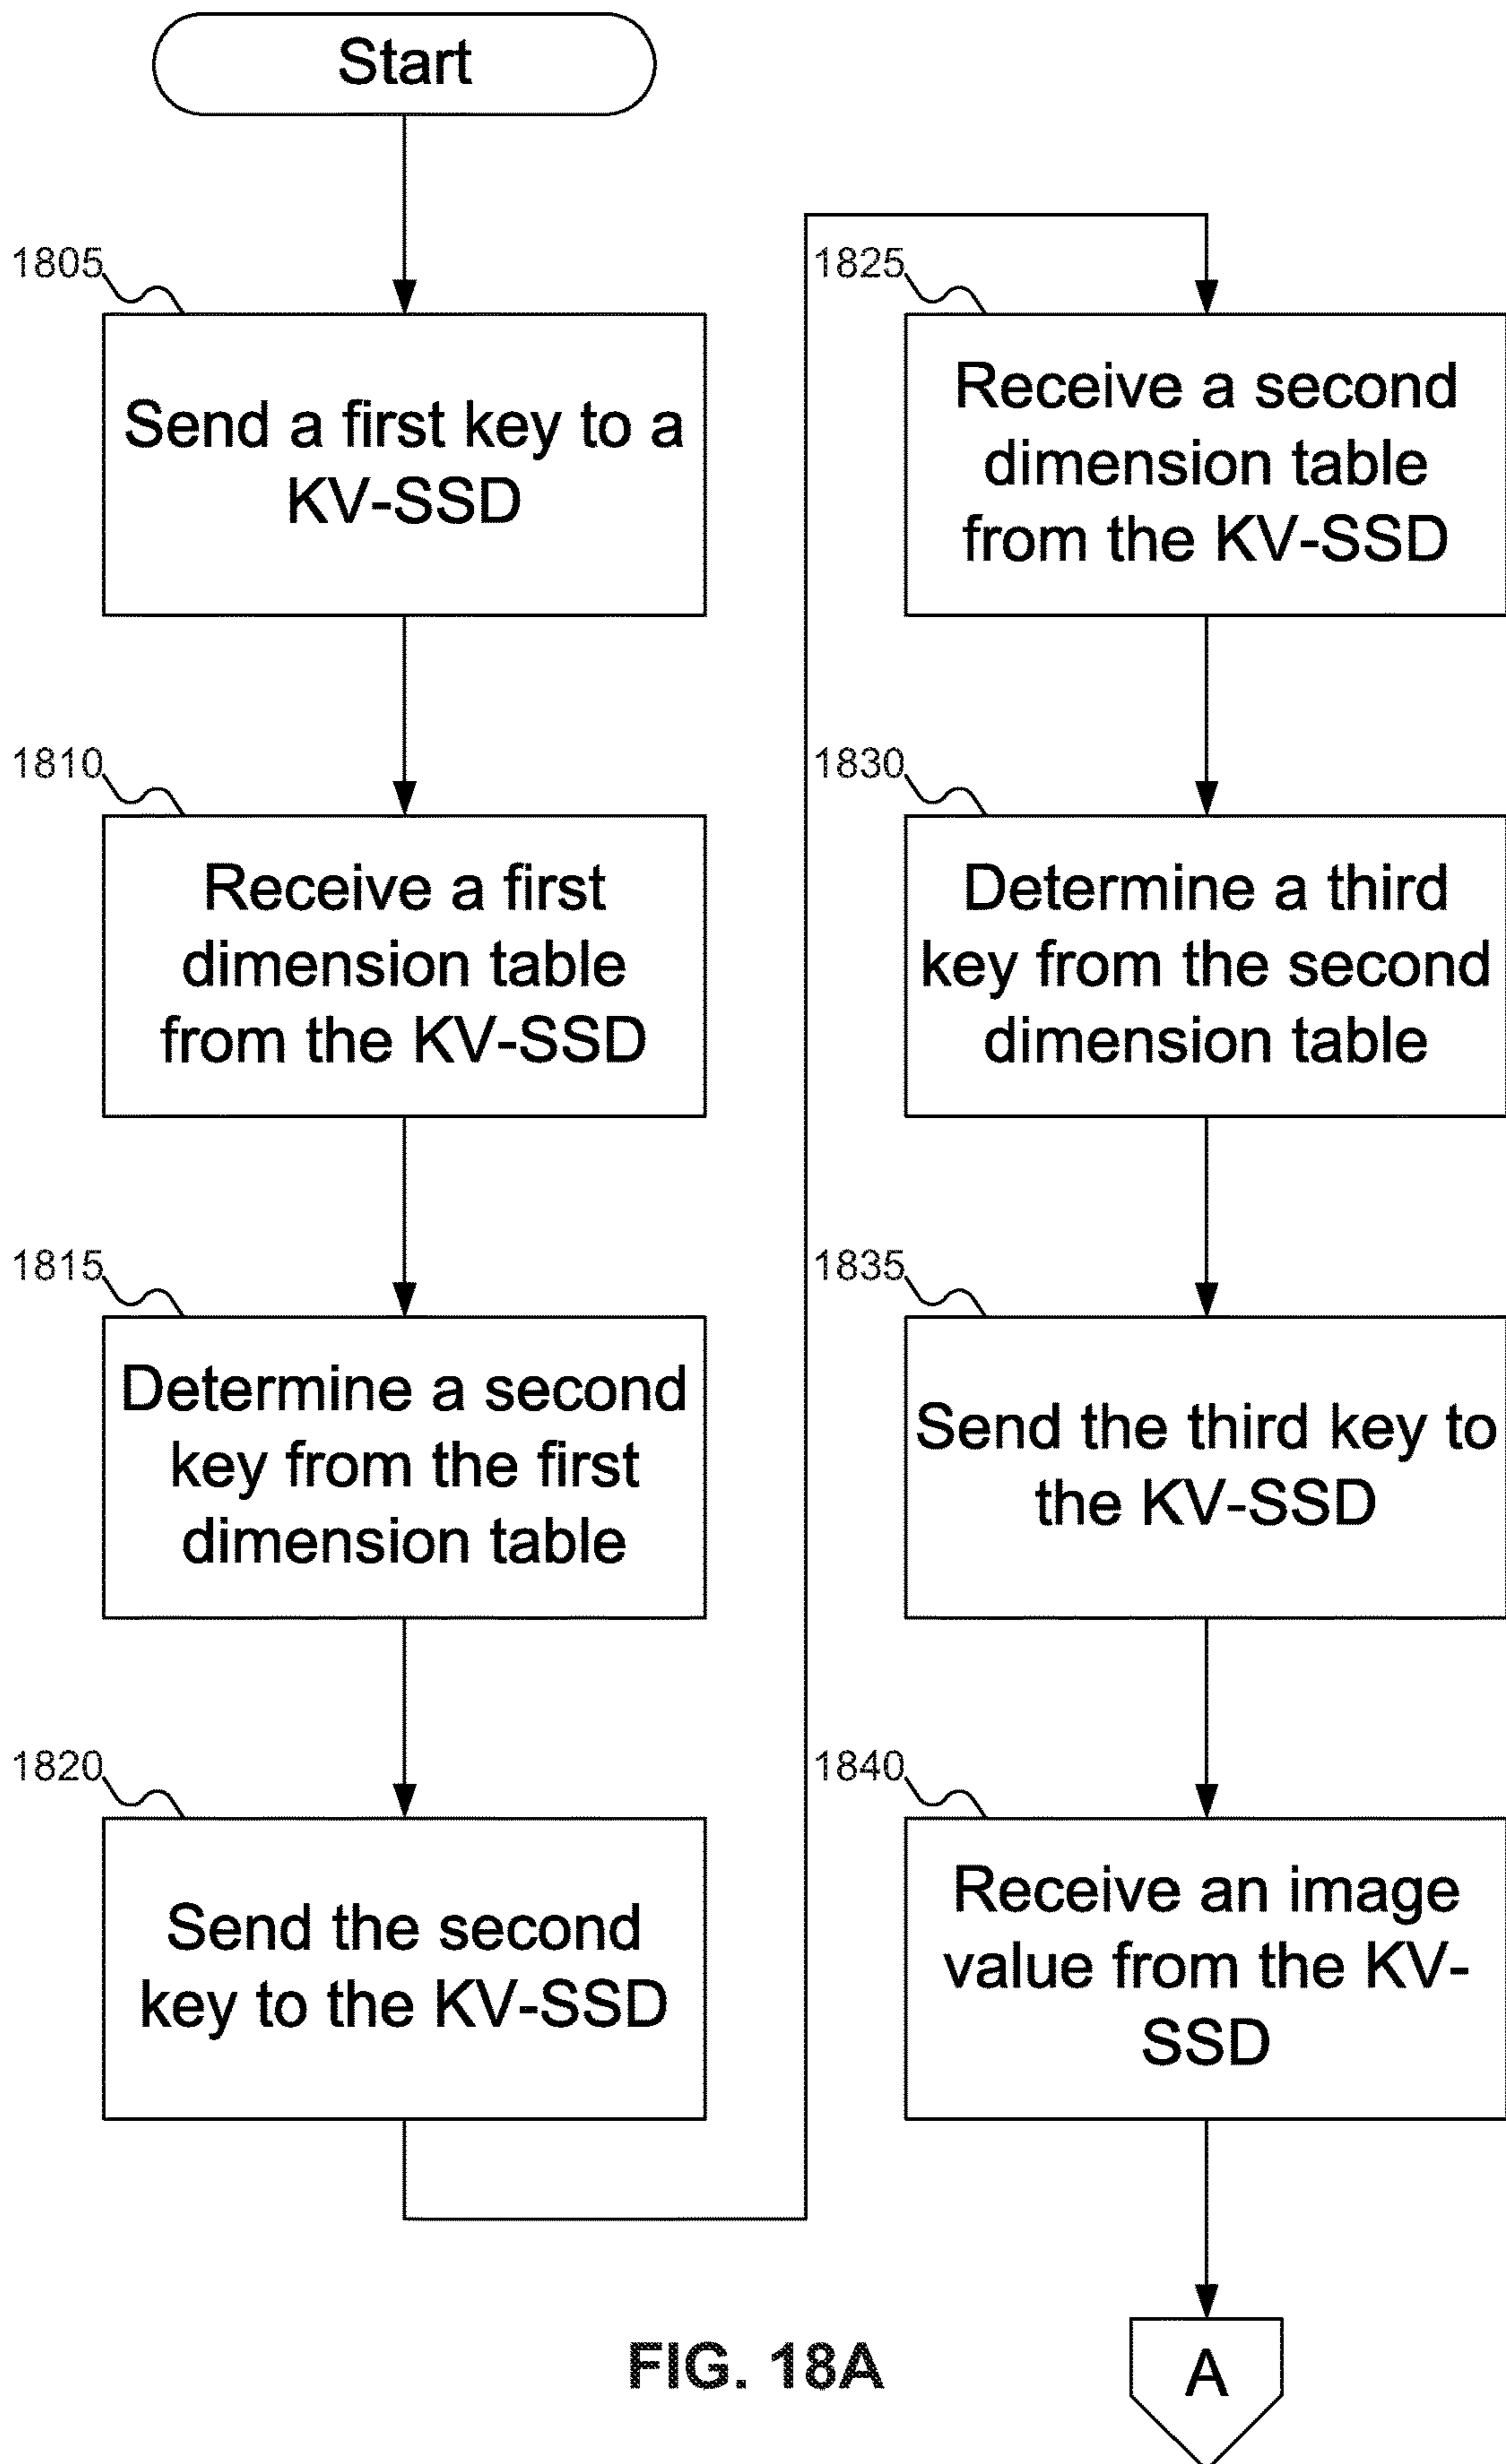 Start
1805
Send a first key to a
KV-SSD
1810
Receive a first
dimension table
from the KV-SSD
1815
Determine a second
key from the first
dimension table
1820
Send the second
key to the KV-SSD
1825
Receive a second
dimension table
from the KV-SSD
1830
Determine a third
key from the second
dimension table
1835
Send the third key to
the KV-SSD
1840
Receive an image
value from the KV-
SSD
A
FIG. 18A